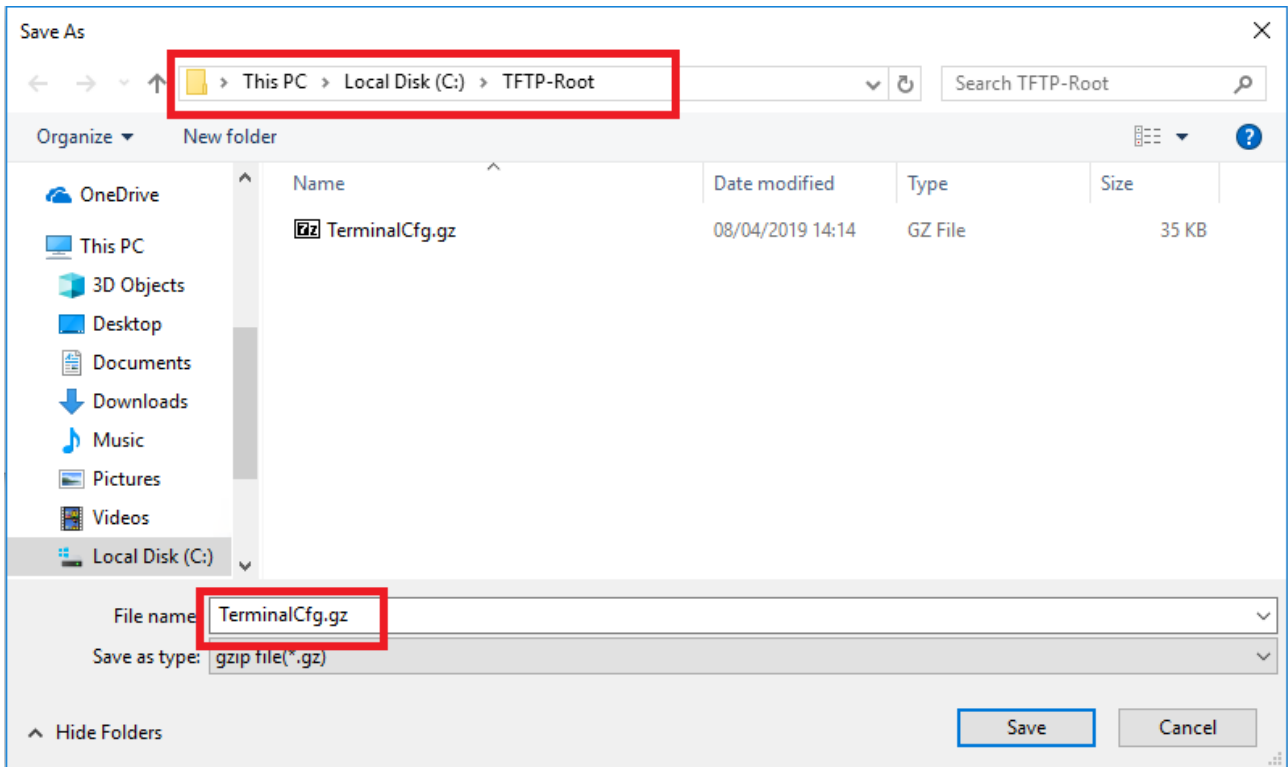 Save As
This PC > Local Disk (C:) > TFTP-Root
Search TFTP-Root
Organize
New folder
Name
Date modified
Type
Size
OneDrive
This PC
3D Objects
Desktop
Documents
Downloads
Music
Pictures
Videos
Local Disk (C:)
7z TerminalCfg.gz
08/04/2019 14:14
GZ File
35 KB
File name
TerminalCfg.gz
Save as type: gzip file(*.gz)
Hide Folders
Save
Cancel